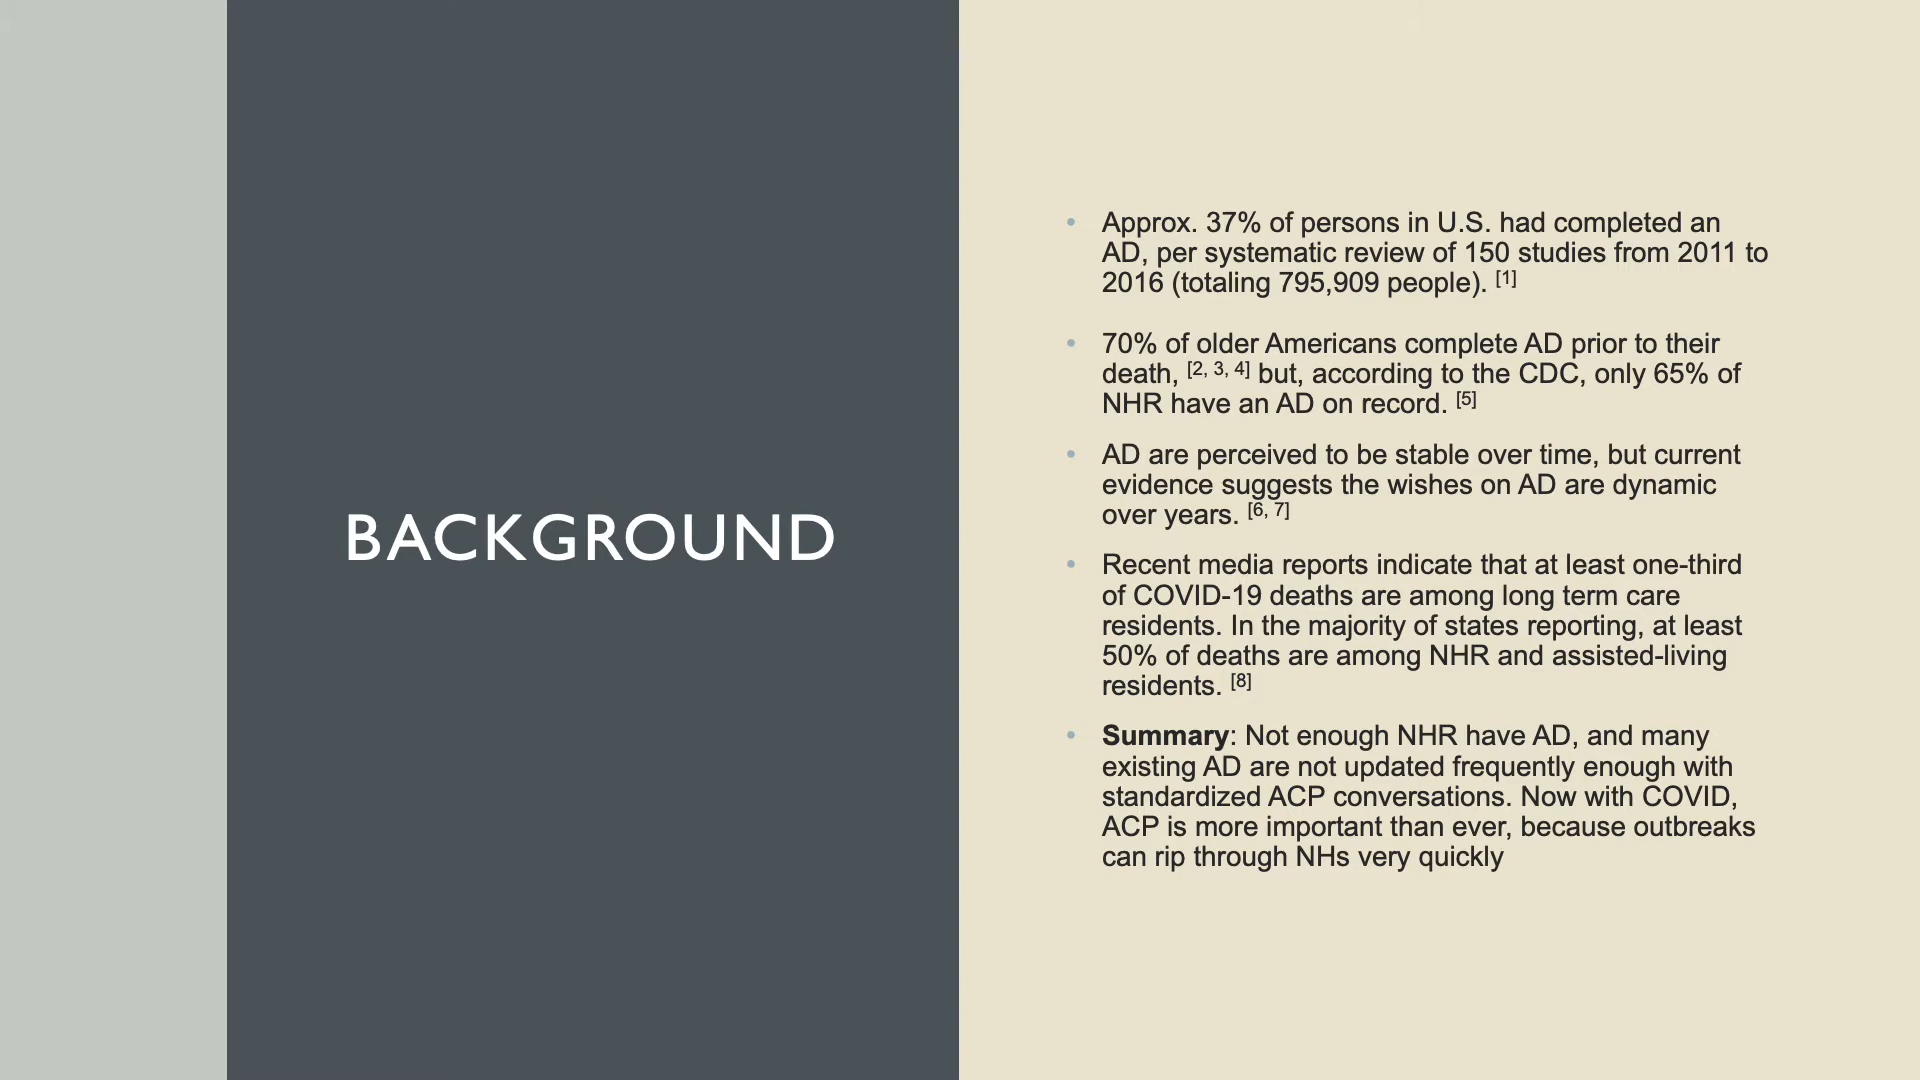 BACKGROUND
• Approx. 37% of persons in U.S. had completed an
AD, per systematic review of 150 studies from 2011 to
2016 (totaling 795,909 people). [1]
• 70% of older Americans complete AD prior to their
death, [2, 3, 4] but, according to the CDC, only 65% of
NHR have an AD on record. [5]
• AD are perceived to be stable over time, but current
evidence suggests the wishes on AD are dynamic
over years. [6, 7]
• Recent media reports indicate that at least one-third
of COVID-19 deaths are among long term care
residents. In the majority of states reporting, at least
50% of deaths are among NHR and assisted-living
residents. [8]
• Summary: Not enough NHR have AD, and many
existing AD are not updated frequently enough with
standardized ACP conversations. Now with COVID,
ACP is more important than ever, because outbreaks
can rip through NHs very quickly